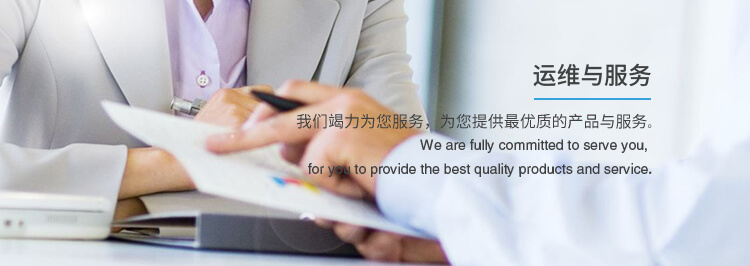 运维与服务
我们竭力为您服务，为您提供最优质的产品与服务。
We are fully committed to serve you,
for you to provide the best quality products and service.